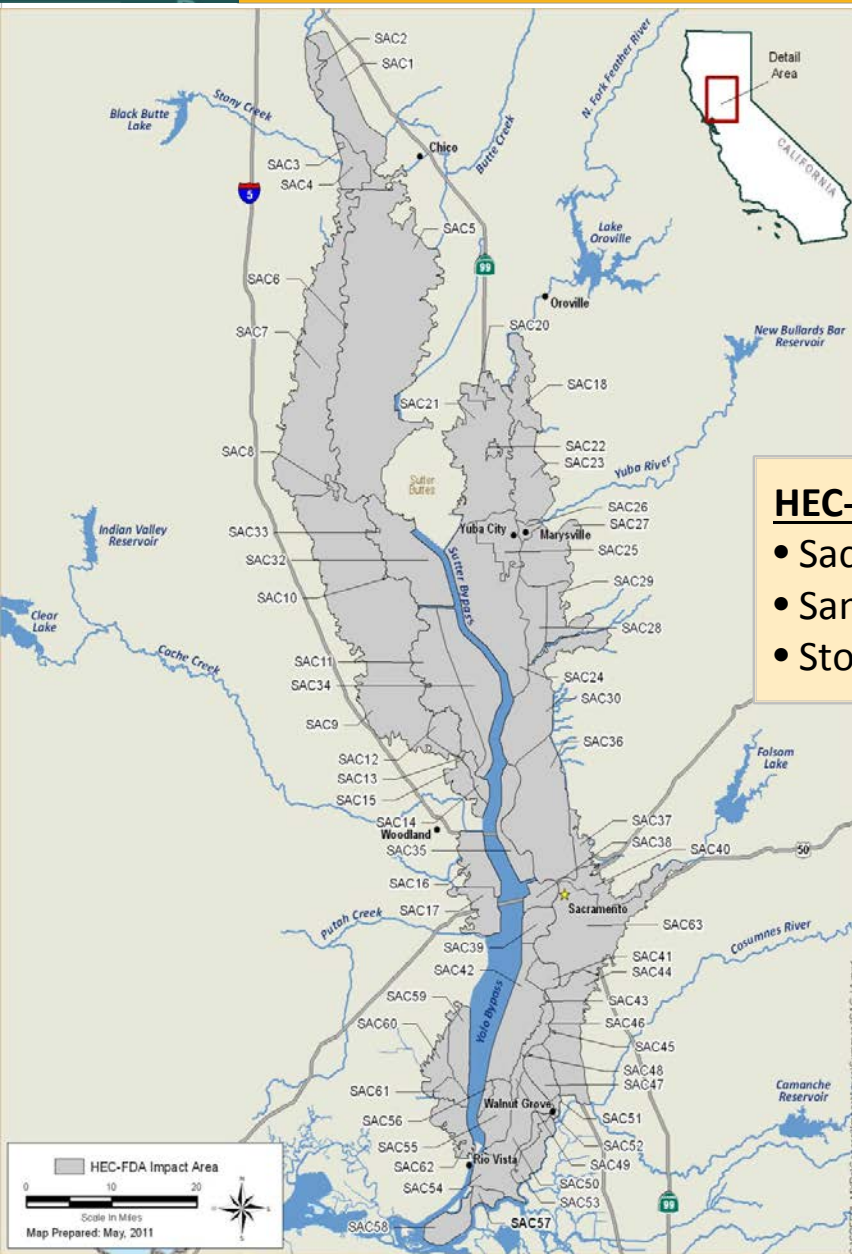 SAC2
SAC1
Detail
Area
CALIFORNIA
N. Fork Feather River
Black Butte
Lake
Stony Creek
Butte Creek
Chico
SAC3
SAC4
5
SAC5
Lake
Oroville
99
SAC6
Oroville
SAC7
SAC20
New Bullards Bar
Reservoir
SAC18
SAC21
SAC22
SAC8
SAC23
Yuba River
Sutter
Buttes
HEC-
SAC26
SAC27
Yuba City
Marysville
Indian Valley
Reservoir
SAC33
SAC25
• Sac
SAC32
Sutter Bypass
SAC29
SAC10
• San
Clear
Lake
SAC28
• Sto
Cache Creek
SAC11
SAC24
SAC34
SAC30
SAC9
SAC36
SAC12
Folsom
Lake
SAC13
SAC15
SAC14
SAC37
Woodland
SAC38
SAC35
SAC40
50
SAC16
Sacramento
SAC17
Putah Creek
SAC63
Cosumnes River
SAC39
SAC41
SAC42
SAC44
SAC59
SAC43
Yolo Bypass
SAC60
SAC46
SAC45
SAC48
SAC61
SAC47
Camanche
Reservoir
SAC56
Walnut Grove
SAC51
SAC55
SAC52
SAC62
Rio Vista
SAC49
SAC54
SAC50
SAC53
99
SAC58
SAC57
HEC-FDA Impact Area
0 10 20
Scale In Miles
Map Prepared: May, 2011
N